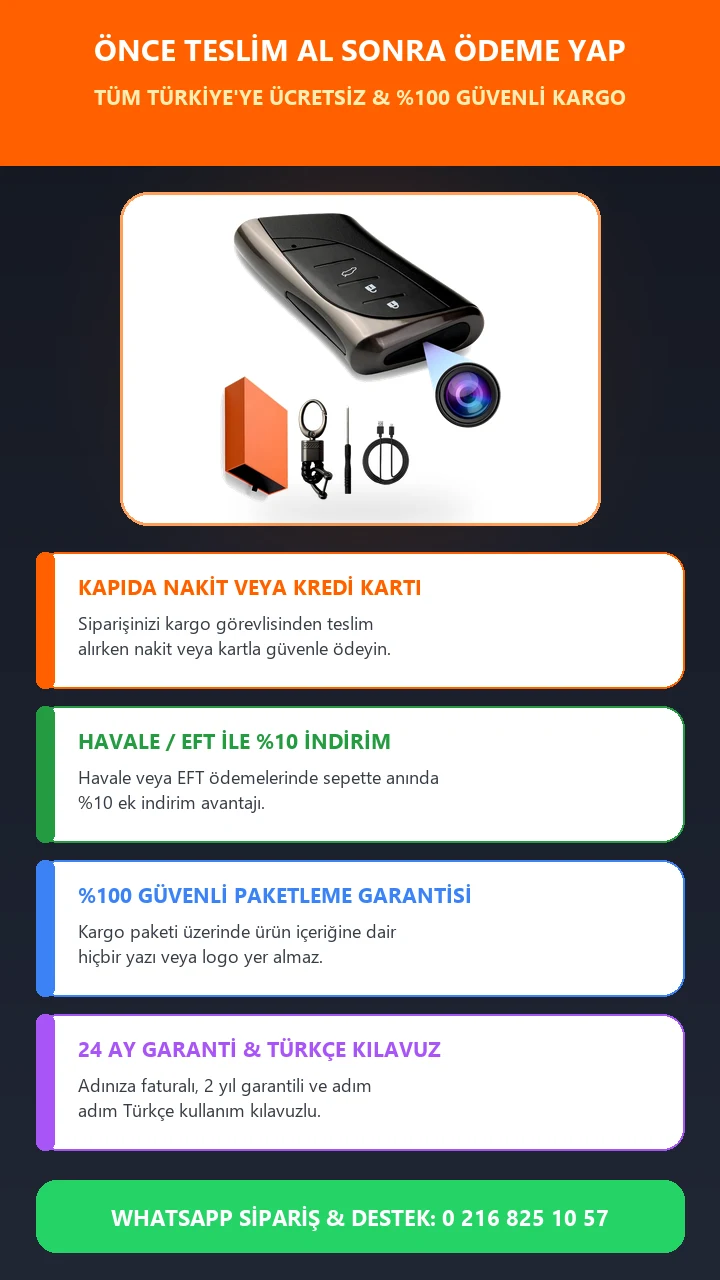 ÖNCE TESLİM AL SONRA ÖDEME YAP
TÜM TÜRKİYE'YE ÜCRETSİZ & %100 GÜVENLİ KARGO
KAPIDA NAKİT VEYA KREDİ KARTI
Siparişinizi kargo görevlisinden teslim
alırken nakit veya kartla güvenle ödeyin.
HAVALE / EFT İLE %10 İNDİRİM
Havale veya EFT ödemelerinde sepette anında
%10 ek indirim avantajı.
%100 GÜVENLİ PAKETLEME GARANTİSİ
Kargo paketi üzerinde ürün içeriğine dair
hiçbir yazı veya logo yer almaz.
24 AY GARANTİ & TÜRKÇE KILAVUZ
Adınıza faturalı, 2 yıl garantili ve adım
adım Türkçe kullanım kılavuzlu.
WHATSAPP SİPARİŞ & DESTEK: 0 216 825 10 57